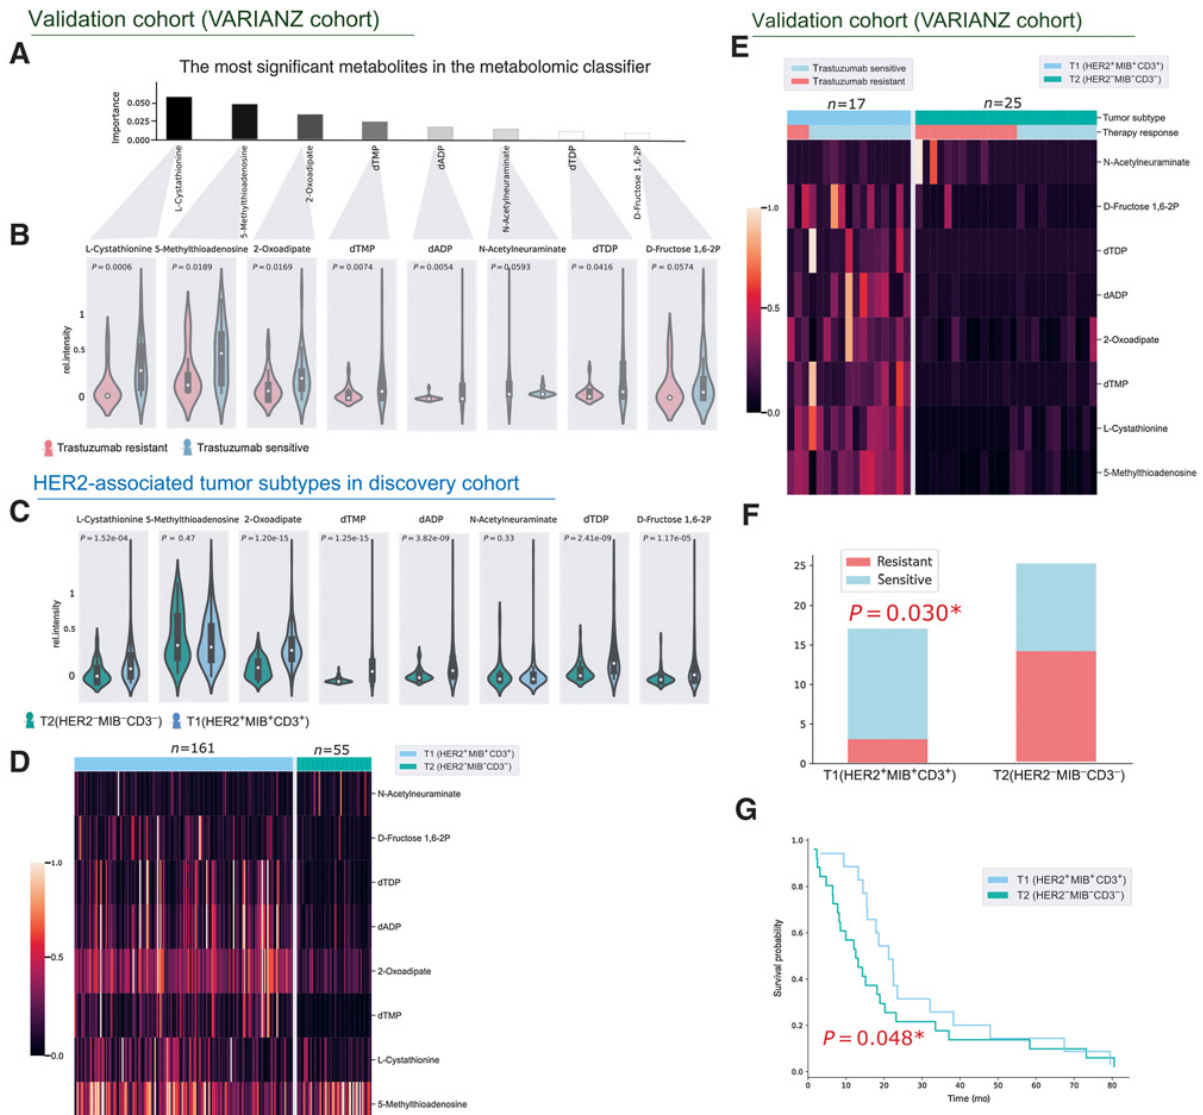 Validation cohort (VARIANZ cohort)
A
The most significant metabolites in the metabolomic classifier
Importance
0.050
0.025
0.000
L-Cystathionine
5-Methylthioadenosine
2-Oxoadipate
dTMP
dADP
N-Acetylneuraminate
dTDP
D-Fructose 1,6-2P
B
L-Cystathionine 5-Methylthioadenosine 2-Oxoadipate dTMP dADP N-Acetylneuraminate dTDP D-Fructose 1,6-2P
P = 0.0006 P = 0.0189 P = 0.0169 P = 0.0074 P = 0.0054 P = 0.0593 P = 0.0416 P = 0.0574
rel.intensity
1
0.5
0
Trastuzumab resistant Trastuzumab sensitive
HER2-associated tumor subtypes in discovery cohort
C
L-Cystathionine 5-Methylthioadenosine 2-Oxoadipate dTMP dADP N-Acetylneuraminate dTDP D-Fructose 1,6-2P
P = 1.52e-04 P = 0.47 P = 1.20e-15 P = 1.25e-15 P = 3.82e-09 P = 0.33 P = 2.41e-09 P = 1.17e-05
rel.intensity
1
0.5
0
T2(HER2⁻MIB⁻CD3⁻) T1(HER2⁺MIB⁺CD3⁺)
D
n=161 n=55
T1 (HER2⁺MIB⁺CD3⁺)
T2 (HER2⁻MIB⁻CD3⁻)
N-Acetylneuraminate
D-Fructose 1,6-2P
dTDP
dADP
2-Oxoadipate
dTMP
L-Cystathionine
5-Methylthioadenosine
1.0
0.5
0.0
Validation cohort (VARIANZ cohort)
E
Trastuzumab sensitive
Trastuzumab resistant
T1 (HER2⁺MIB⁺CD3⁺)
T2 (HER2⁻MIB⁻CD3⁻)
n=17 n=25
Tumor subtype
Therapy response
N-Acetylneuraminate
D-Fructose 1,6-2P
dTDP
dADP
2-Oxoadipate
dTMP
L-Cystathionine
5-Methylthioadenosine
1.0
0.5
0.0
F
Resistant
Sensitive
P = 0.030*
25
20
15
10
5
0
T1(HER2⁺MIB⁺CD3⁺) T2(HER2⁻MIB⁻CD3⁻)
G
T1 (HER2⁺MIB⁺CD3⁺)
T2 (HER2⁻MIB⁻CD3⁻)
Survival probability
1.0
0.8
0.6
0.4
0.2
0.0
P = 0.048*
0 10 20 30 40 50 60 70 80
Time (mo)